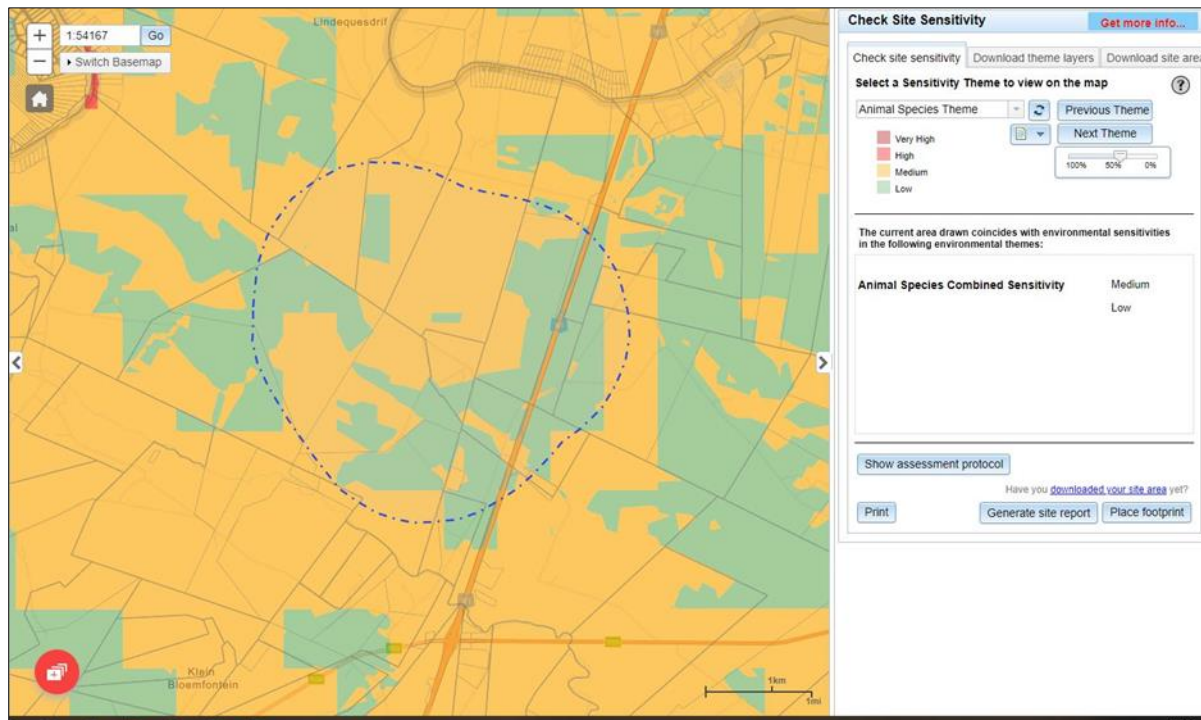 Lindequesdrif
+
1:54167
Go
−
Switch Basemap
al
Klein
Bloemfontein
1km
1mi
Check Site Sensitivity
Get more info...
Check site sensitivity
Download theme layers
Download site area
Select a Sensitivity Theme to view on the map
?
Animal Species Theme
Previous Theme
Next Theme
Very High
High
Medium
Low
100% 50% 0%
The current area drawn coincides with environmental sensitivities
in the following environmental themes:
Animal Species Combined Sensitivity Medium
Low
Show assessment protocol
Have you downloaded your site area yet?
Print
Generate site report
Place footprint